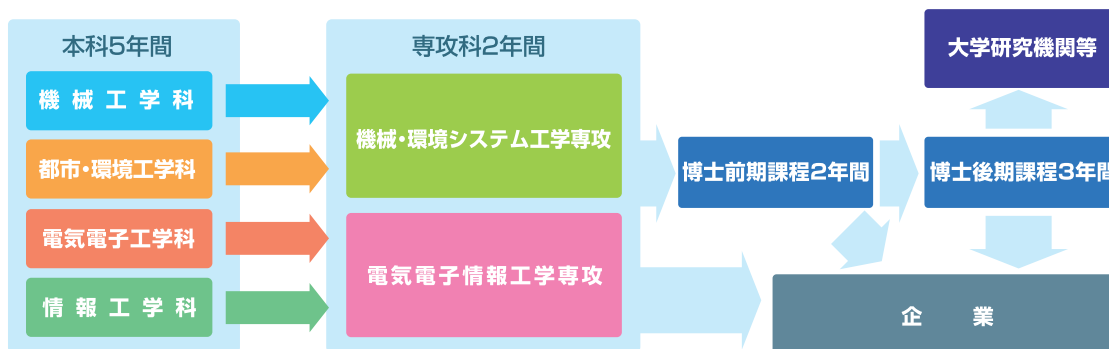 本科5年間
機械工学科
都市・環境工学科
電気電子工学科
情報工学科
専攻科2年間
機械・環境システム工学専攻
電気電子情報工学専攻
博士前期課程2年間
大学研究機関等
博士後期課程3年間
企業